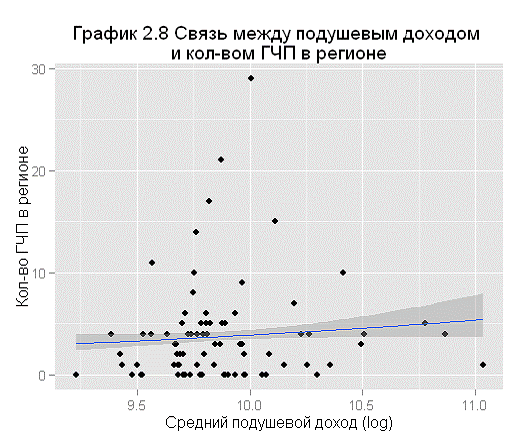 График 2.8 Связь между подушевым доходом
и кол-вом ГЧП в регионе
Кол-во ГЧП в регионе
30
20
10
0
9.5 10.0 10.5 11.0
Средний подушевой доход (log)